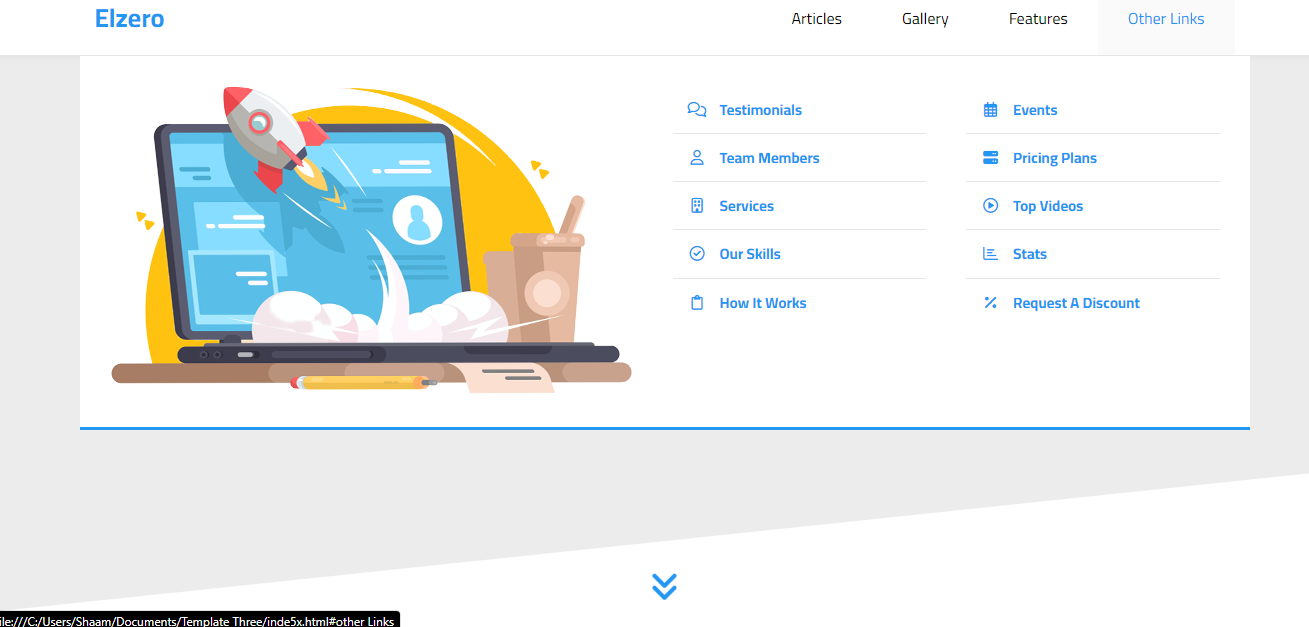 Elzero
Articles
Gallery
Features
Other Links
Testimonials
Events
Team Members
Pricing Plans
Services
Top Videos
Our Skills
Stats
How It Works
Request A Discount
ile:///C:/Users/Shaam/Documents/Template Three/inde5x.html#other Links